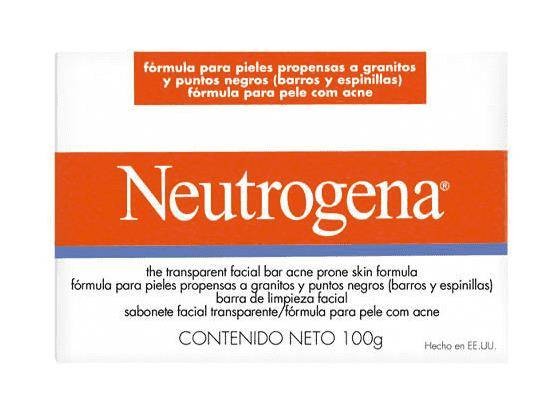 fórmula para pieles propensas a granitos
y puntos negros (barros y espinillas)
fórmula para pele com acne
Neutrogena®
the transparent facial bar acne prone skin formula
fórmula para pieles propensas a granitos y puntos negros (barros y espinillas)
barra de limpieza facial
sabonete facial transparente/fórmula para pele com acne
CONTENIDO NETO 100g
Hecho en EE.UU.